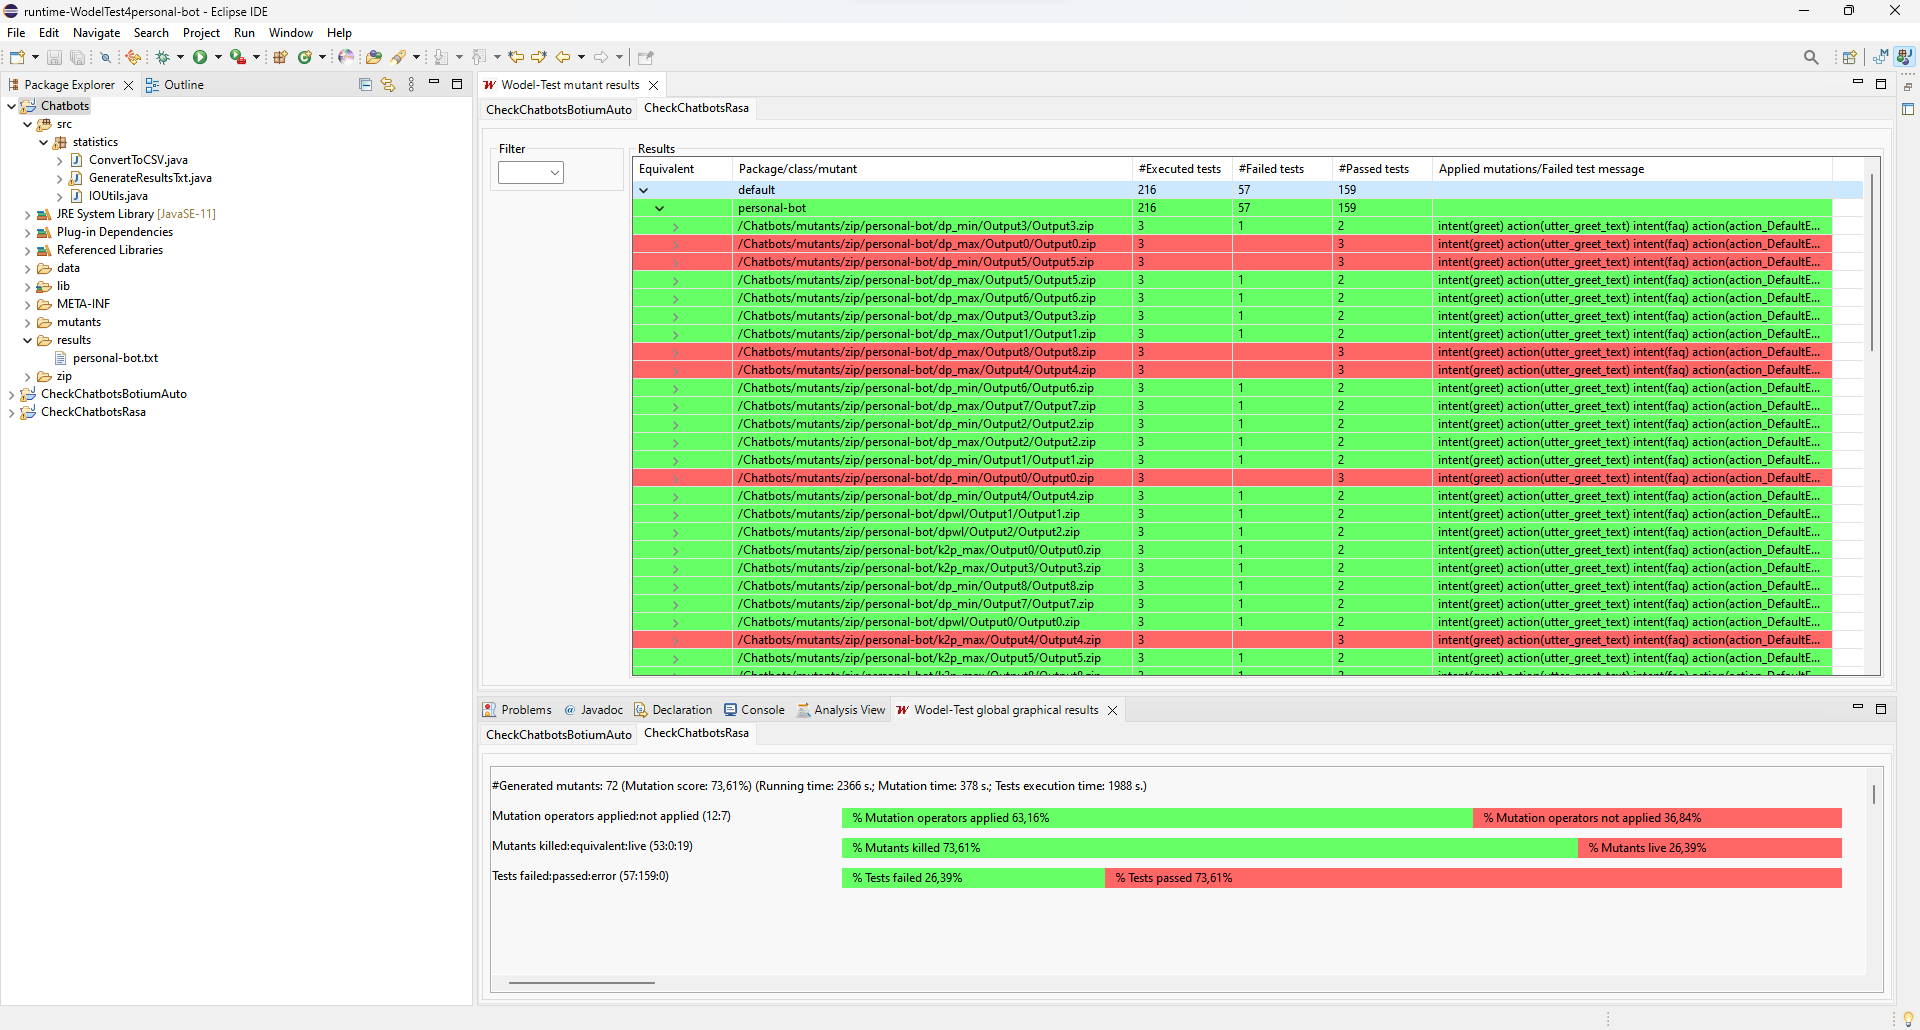 runtime-WodelTest4personal-bot - Eclipse IDE
File Edit Navigate Search Project Run Window Help
Package Explorer Outline
Chatbots
src
statistics
ConvertToCSV.java
GenerateResultsTxt.java
IOUtils.java
JRE System Library [JavaSE-11]
Plug-in Dependencies
Referenced Libraries
data
lib
META-INF
mutants
results
personal-bot.txt
zip
CheckChatbotsBotiumAuto
CheckChatbotsRasa
Wodel-Test mutant results
CheckChatbotsBotiumAuto CheckChatbotsRasa
Filter
Results
Equivalent Package/class/mutant #Executed tests #Failed tests #Passed tests Applied mutations/Failed test message
default 216 57 159
personal-bot 216 57 159
/Chatbots/mutants/zip/personal-bot/dp_min/Output3/Output3.zip 3 1 2 intent(greet) action(utter_greet_text) intent(faq) action(action_DefaultE...
/Chatbots/mutants/zip/personal-bot/dp_max/Output0/Output0.zip 3 3 intent(greet) action(utter_greet_text) intent(faq) action(action_DefaultE...
/Chatbots/mutants/zip/personal-bot/dp_min/Output5/Output5.zip 3 3 intent(greet) action(utter_greet_text) intent(faq) action(action_DefaultE...
/Chatbots/mutants/zip/personal-bot/dp_max/Output5/Output5.zip 3 1 2 intent(greet) action(utter_greet_text) intent(faq) action(action_DefaultE...
/Chatbots/mutants/zip/personal-bot/dp_max/Output6/Output6.zip 3 1 2 intent(greet) action(utter_greet_text) intent(faq) action(action_DefaultE...
/Chatbots/mutants/zip/personal-bot/dp_max/Output3/Output3.zip 3 1 2 intent(greet) action(utter_greet_text) intent(faq) action(action_DefaultE...
/Chatbots/mutants/zip/personal-bot/dp_max/Output1/Output1.zip 3 1 2 intent(greet) action(utter_greet_text) intent(faq) action(action_DefaultE...
/Chatbots/mutants/zip/personal-bot/dp_max/Output8/Output8.zip 3 3 intent(greet) action(utter_greet_text) intent(faq) action(action_DefaultE...
/Chatbots/mutants/zip/personal-bot/dp_max/Output4/Output4.zip 3 3 intent(greet) action(utter_greet_text) intent(faq) action(action_DefaultE...
/Chatbots/mutants/zip/personal-bot/dp_min/Output6/Output6.zip 3 1 2 intent(greet) action(utter_greet_text) intent(faq) action(action_DefaultE...
/Chatbots/mutants/zip/personal-bot/dp_max/Output7/Output7.zip 3 1 2 intent(greet) action(utter_greet_text) intent(faq) action(action_DefaultE...
/Chatbots/mutants/zip/personal-bot/dp_min/Output2/Output2.zip 3 1 2 intent(greet) action(utter_greet_text) intent(faq) action(action_DefaultE...
/Chatbots/mutants/zip/personal-bot/dp_max/Output2/Output2.zip 3 1 2 intent(greet) action(utter_greet_text) intent(faq) action(action_DefaultE...
/Chatbots/mutants/zip/personal-bot/dp_min/Output1/Output1.zip 3 1 2 intent(greet) action(utter_greet_text) intent(faq) action(action_DefaultE...
/Chatbots/mutants/zip/personal-bot/dp_min/Output0/Output0.zip 3 3 intent(greet) action(utter_greet_text) intent(faq) action(action_DefaultE...
/Chatbots/mutants/zip/personal-bot/dp_min/Output4/Output4.zip 3 1 2 intent(greet) action(utter_greet_text) intent(faq) action(action_DefaultE...
/Chatbots/mutants/zip/personal-bot/dpwl/Output1/Output1.zip 3 1 2 intent(greet) action(utter_greet_text) intent(faq) action(action_DefaultE...
/Chatbots/mutants/zip/personal-bot/dpwl/Output2/Output2.zip 3 1 2 intent(greet) action(utter_greet_text) intent(faq) action(action_DefaultE...
/Chatbots/mutants/zip/personal-bot/k2p_max/Output0/Output0.zip 3 1 2 intent(greet) action(utter_greet_text) intent(faq) action(action_DefaultE...
/Chatbots/mutants/zip/personal-bot/k2p_max/Output3/Output3.zip 3 1 2 intent(greet) action(utter_greet_text) intent(faq) action(action_DefaultE...
/Chatbots/mutants/zip/personal-bot/dp_min/Output8/Output8.zip 3 1 2 intent(greet) action(utter_greet_text) intent(faq) action(action_DefaultE...
/Chatbots/mutants/zip/personal-bot/dp_min/Output7/Output7.zip 3 1 2 intent(greet) action(utter_greet_text) intent(faq) action(action_DefaultE...
/Chatbots/mutants/zip/personal-bot/dpwl/Output0/Output0.zip 3 1 2 intent(greet) action(utter_greet_text) intent(faq) action(action_DefaultE...
/Chatbots/mutants/zip/personal-bot/k2p_max/Output4/Output4.zip 3 3 intent(greet) action(utter_greet_text) intent(faq) action(action_DefaultE...
/Chatbots/mutants/zip/personal-bot/k2p_max/Output5/Output5.zip 3 1 2 intent(greet) action(utter_greet_text) intent(faq) action(action_DefaultE...
Problems Javadoc Declaration Console Analysis View Wodel-Test global graphical results
CheckChatbotsBotiumAuto CheckChatbotsRasa
#Generated mutants: 72 (Mutation score: 73,61%) (Running time: 2366 s.; Mutation time: 378 s.; Tests execution time: 1988 s.)
Mutation operators applied:not applied (12:7) % Mutation operators applied 63,16% % Mutation operators not applied 36,84%
Mutants killed:equivalent:live (53:0:19) % Mutants killed 73,61% % Mutants live 26,39%
Tests failed:passed:error (57:159:0) % Tests failed 26,39% % Tests passed 73,61%